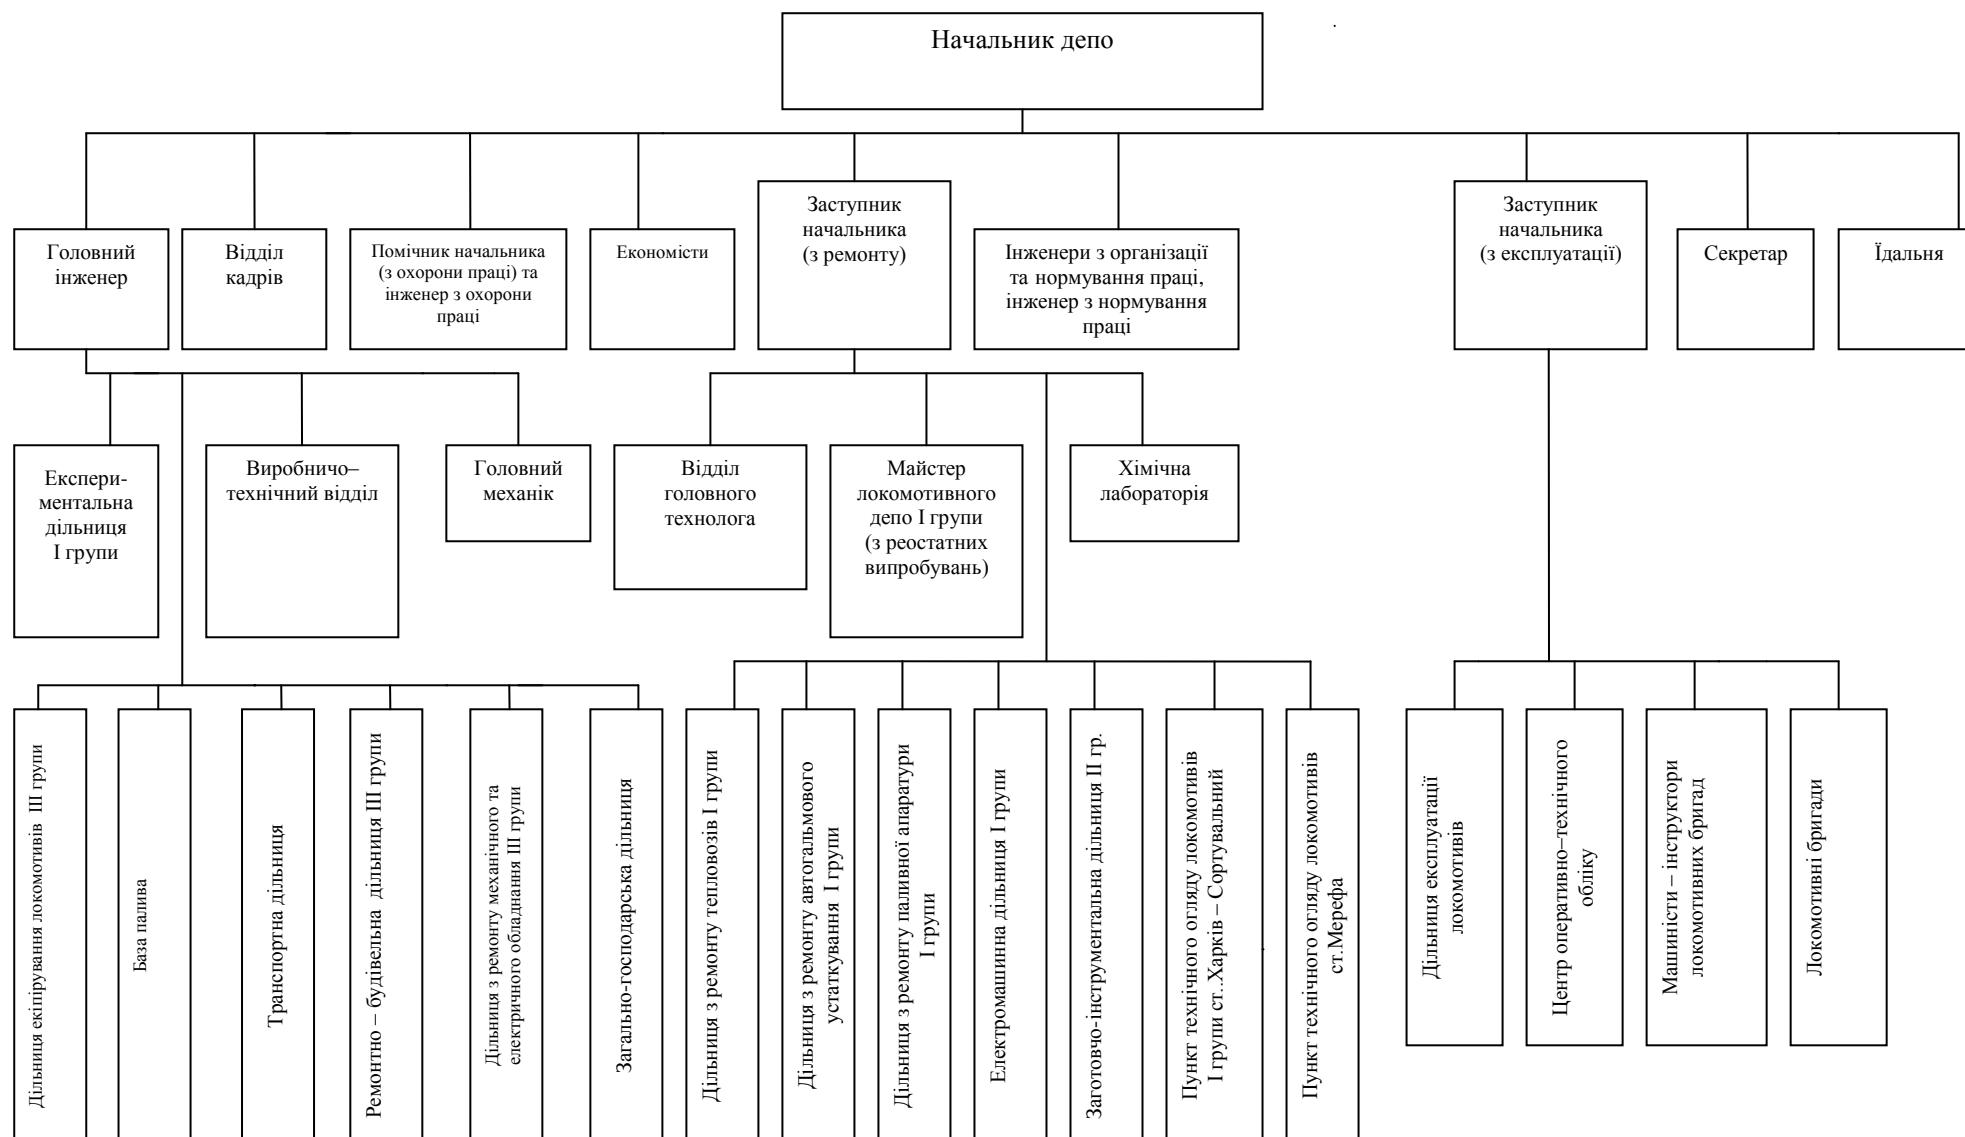 Начальник депо
Заступник
начальника
(з ремонту)
Заступник
начальника
(з експлуатації)
Головний
інженер
Відділ
кадрів
Помічник начальника
(з охорони праці) та
інженер з охорони
праці
Економісти
Інженери з організації
та нормування праці,
інженер з нормування
праці
Секретар
Їдальня
Експери-
ментальна
дільниця
І групи
Виробничо–
технічний відділ
Головний
механік
Відділ
головного
технолога
Майстер
локомотивного
депо І групи
(з реостатних
випробувань)
Хімічна
лабораторія
Дільниця екіпірування локомотивів ІІІ групи
База палива
Транспортна дільниця
Ремонтно – будівельна дільниця ІІІ групи
Дільниця з ремонту механічного та
електричного обладнання ІІІ групи
Загально-господарська дільниця
Дільниця з ремонту тепловозів І групи
Дільниця з ремонту автогальмового
устаткування І групи
Дільниця з ремонту паливної апаратури
І групи
Електромашинна дільниця І групи
Заготовчо-інструментальна дільниця ІІ гр.
Пункт технічного огляду локомотивів
І групи ст..Харків – Сортувальний
Пункт технічного огляду локомотивів
ст.Мерефа
Дільниця експлуатації
локомотивів
Центр оперативно–технічного
обліку
Машиністи – інструктори
локомотивних бригад
Локомотивні бригади